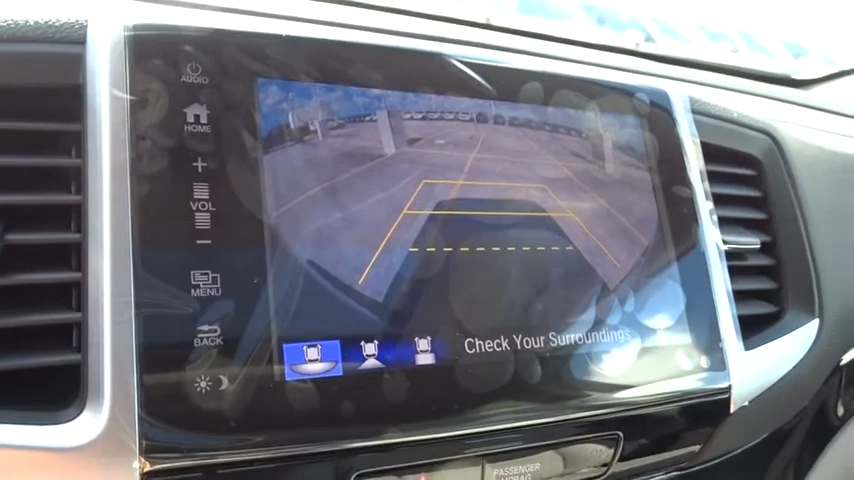 AUDIO
HOME
+
VOL
−
MENU
BACK
Check Your Surroundings
PASSENGER
AIRBAG